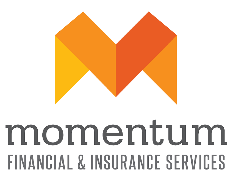 momentum
FINANCIAL & INSURANCE SERVICES